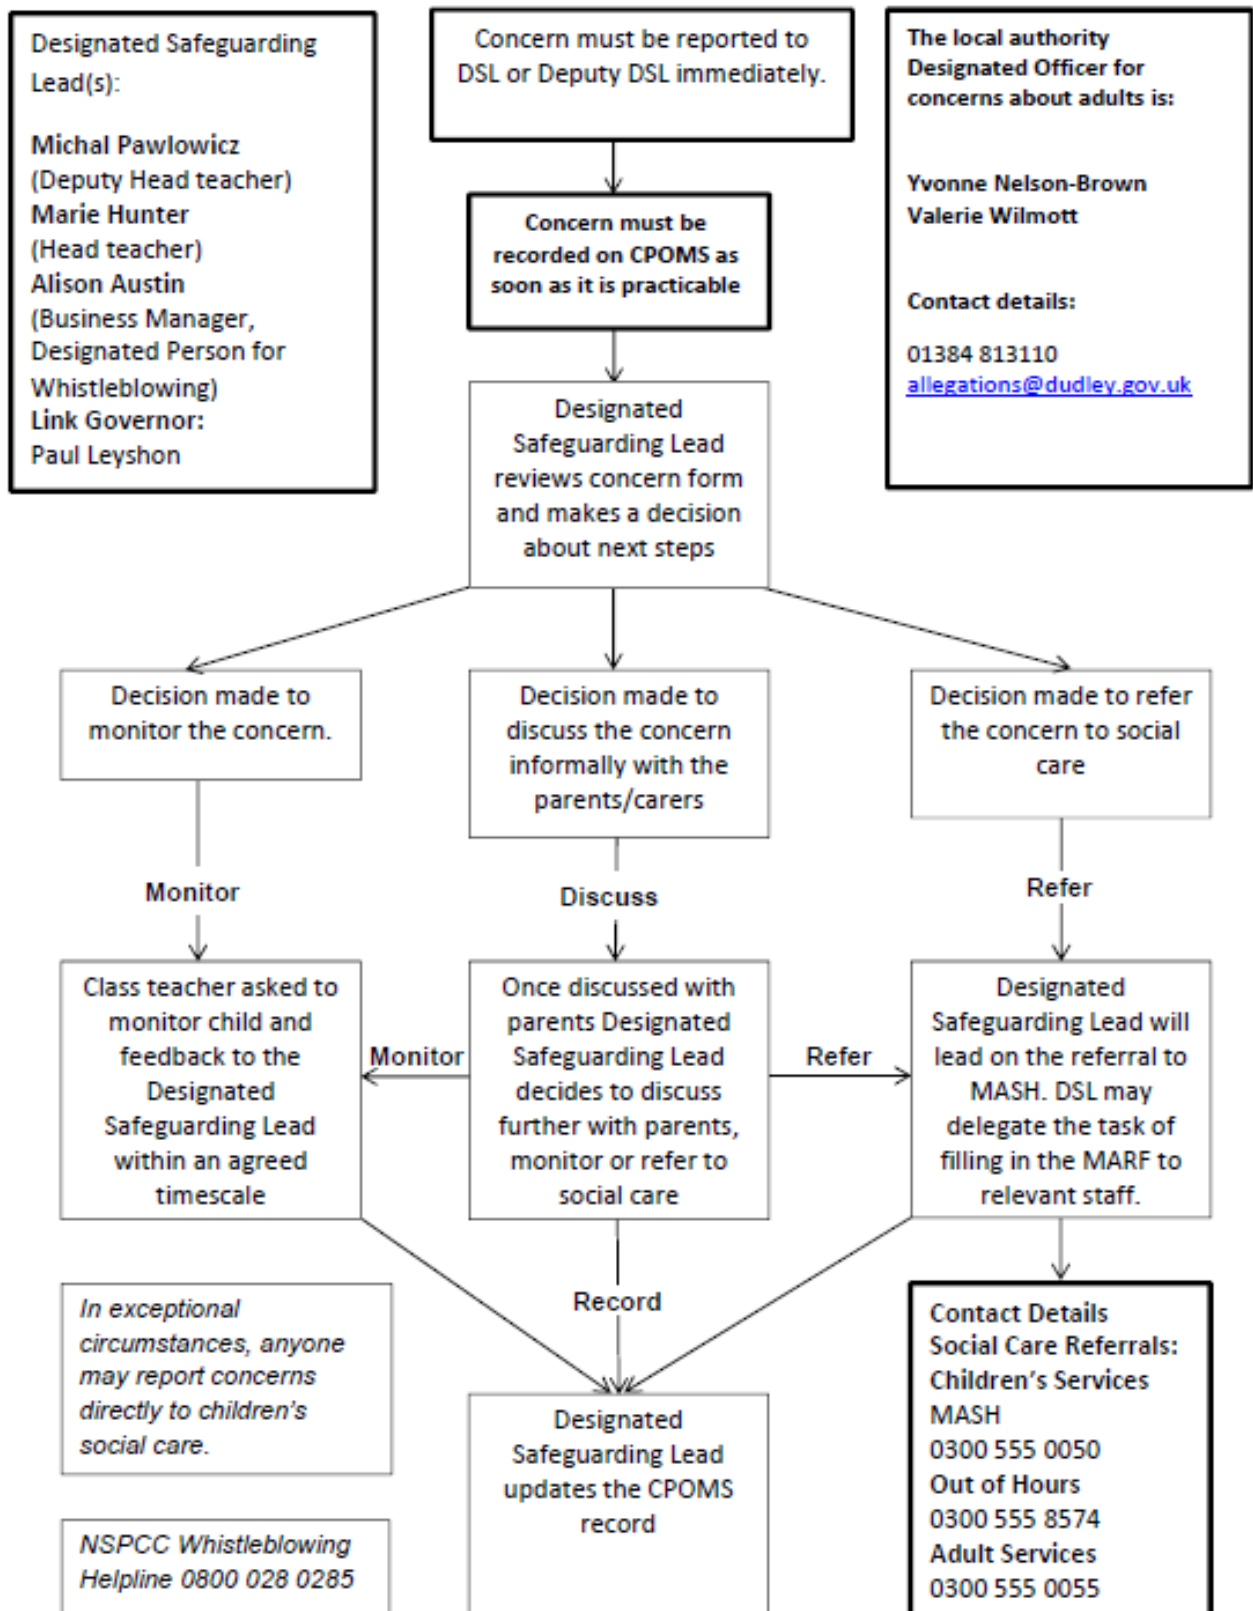 Designated Safeguarding
Lead(s):
Michal Pawlowicz
(Deputy Head teacher)
Marie Hunter
(Head teacher)
Alison Austin
(Business Manager,
Designated Person for
Whistleblowing)
Link Governor:
Paul Leyshon
Concern must be reported to
DSL or Deputy DSL immediately.
The local authority
Designated Officer for
concerns about adults is:
Yvonne Nelson-Brown
Valerie Wilmott
Contact details:
01384 813110
allegations@dudley.gov.uk
Concern must be
recorded on CPOMS as
soon as it is practicable
Designated
Safeguarding Lead
reviews concern form
and makes a decision
about next steps
Decision made to
monitor the concern.
Decision made to
discuss the concern
informally with the
parents/carers
Decision made to refer
the concern to social
care
Monitor
Discuss
Refer
Class teacher asked to
monitor child and
feedback to the
Designated
Safeguarding Lead
within an agreed
timescale
Monitor
Once discussed with
parents Designated
Safeguarding Lead
decides to discuss
further with parents,
monitor or refer to
social care
Refer
Designated
Safeguarding Lead will
lead on the referral to
MASH. DSL may
delegate the task of
filling in the MARF to
relevant staff.
Record
In exceptional
circumstances, anyone
may report concerns
directly to children's
social care.
NSPCC Whistleblowing
Helpline 0800 028 0285
Designated
Safeguarding Lead
updates the CPOMS
record
Contact Details
Social Care Referrals:
Children's Services
MASH
0300 555 0050
Out of Hours
0300 555 8574
Adult Services
0300 555 0055